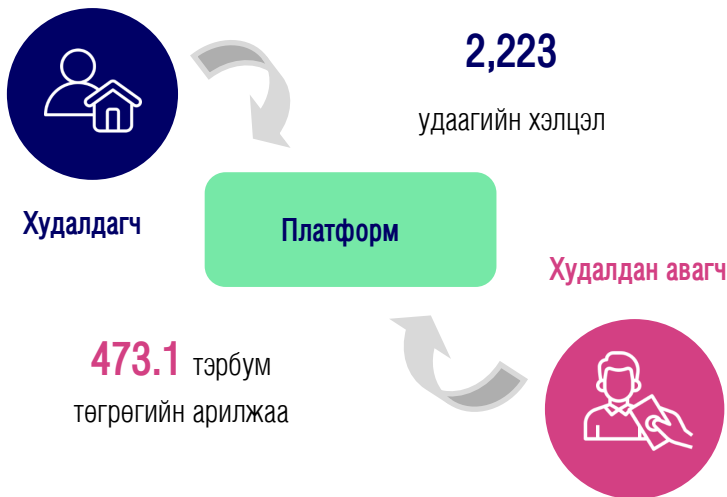 2,223
удаагийн хэлцэл
Худалдагч
Платформ
Худалдан авагч
473.1 тэрбум
төгрөгийн арилжаа